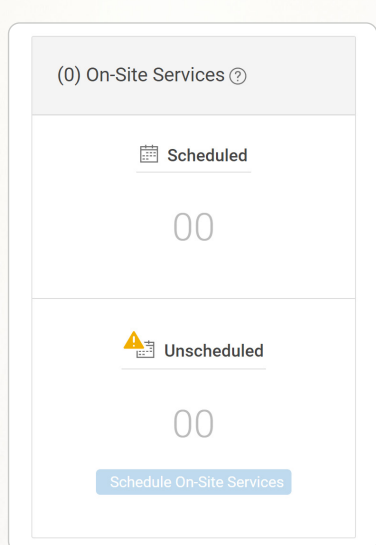 (0) On-Site Services ?
Scheduled
00
Unscheduled
00
Schedule On-Site Services